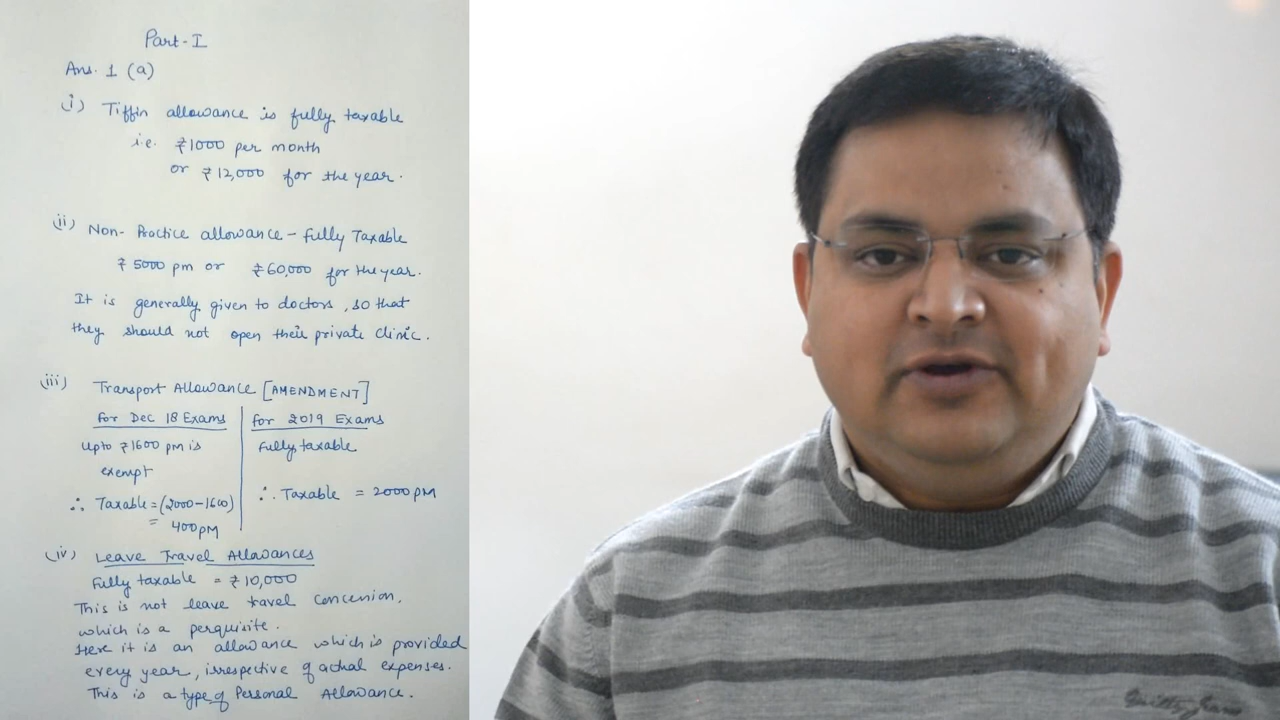 Part-I
Ans. 1 (a)
(i) Tiffin allowance is fully taxable
i.e. ₹1000 per month
or ₹12,000 for the year.
(ii) Non-Practice allowance - Fully Taxable
₹5000 pm or ₹60,000 for the year.
It is generally given to doctors, so that
they should not open their private clinic.
(iii) Transport Allowance [AMENDMENT]
for Dec 18 Exams
Upto ₹1600 pm is
exempt
∴ Taxable = (2000-1600)
= 400 pm
for 2019 Exams
Fully taxable
∴ Taxable = 2000 PM
(iv) Leave Travel Allowances
Fully taxable = ₹10,000
This is not leave travel concession,
which is a perquisite.
Here it is an allowance which is provided
every year, irrespective of actual expenses.
This is a type of Personal Allowance.